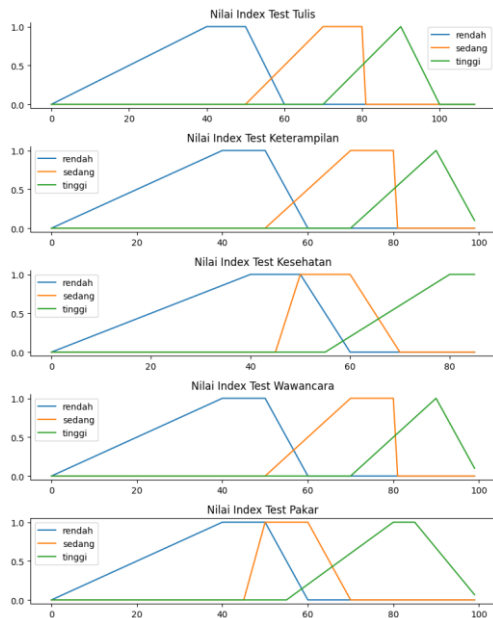 Nilai Index Test Tulis
1.0
0.5
0.0
rendah
sedang
tinggi
0 20 40 60 80 100
Nilai Index Test Keterampilan
1.0
0.5
0.0
rendah
sedang
tinggi
0 20 40 60 80 100
Nilai Index Test Kesehatan
1.0
0.5
0.0
rendah
sedang
tinggi
0 20 40 60 80
Nilai Index Test Wawancara
1.0
0.5
0.0
rendah
sedang
tinggi
0 20 40 60 80 100
Nilai Index Test Pakar
1.0
0.5
0.0
rendah
sedang
tinggi
0 20 40 60 80 100